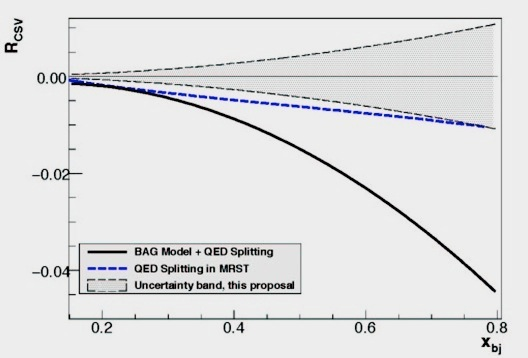 R_CSV
0.00
−0.02
−0.04
BAG Model + QED Splitting
QED Splitting in MRST
Uncertainty band, this proposal
0.2 0.4 0.6 0.8
x_bj